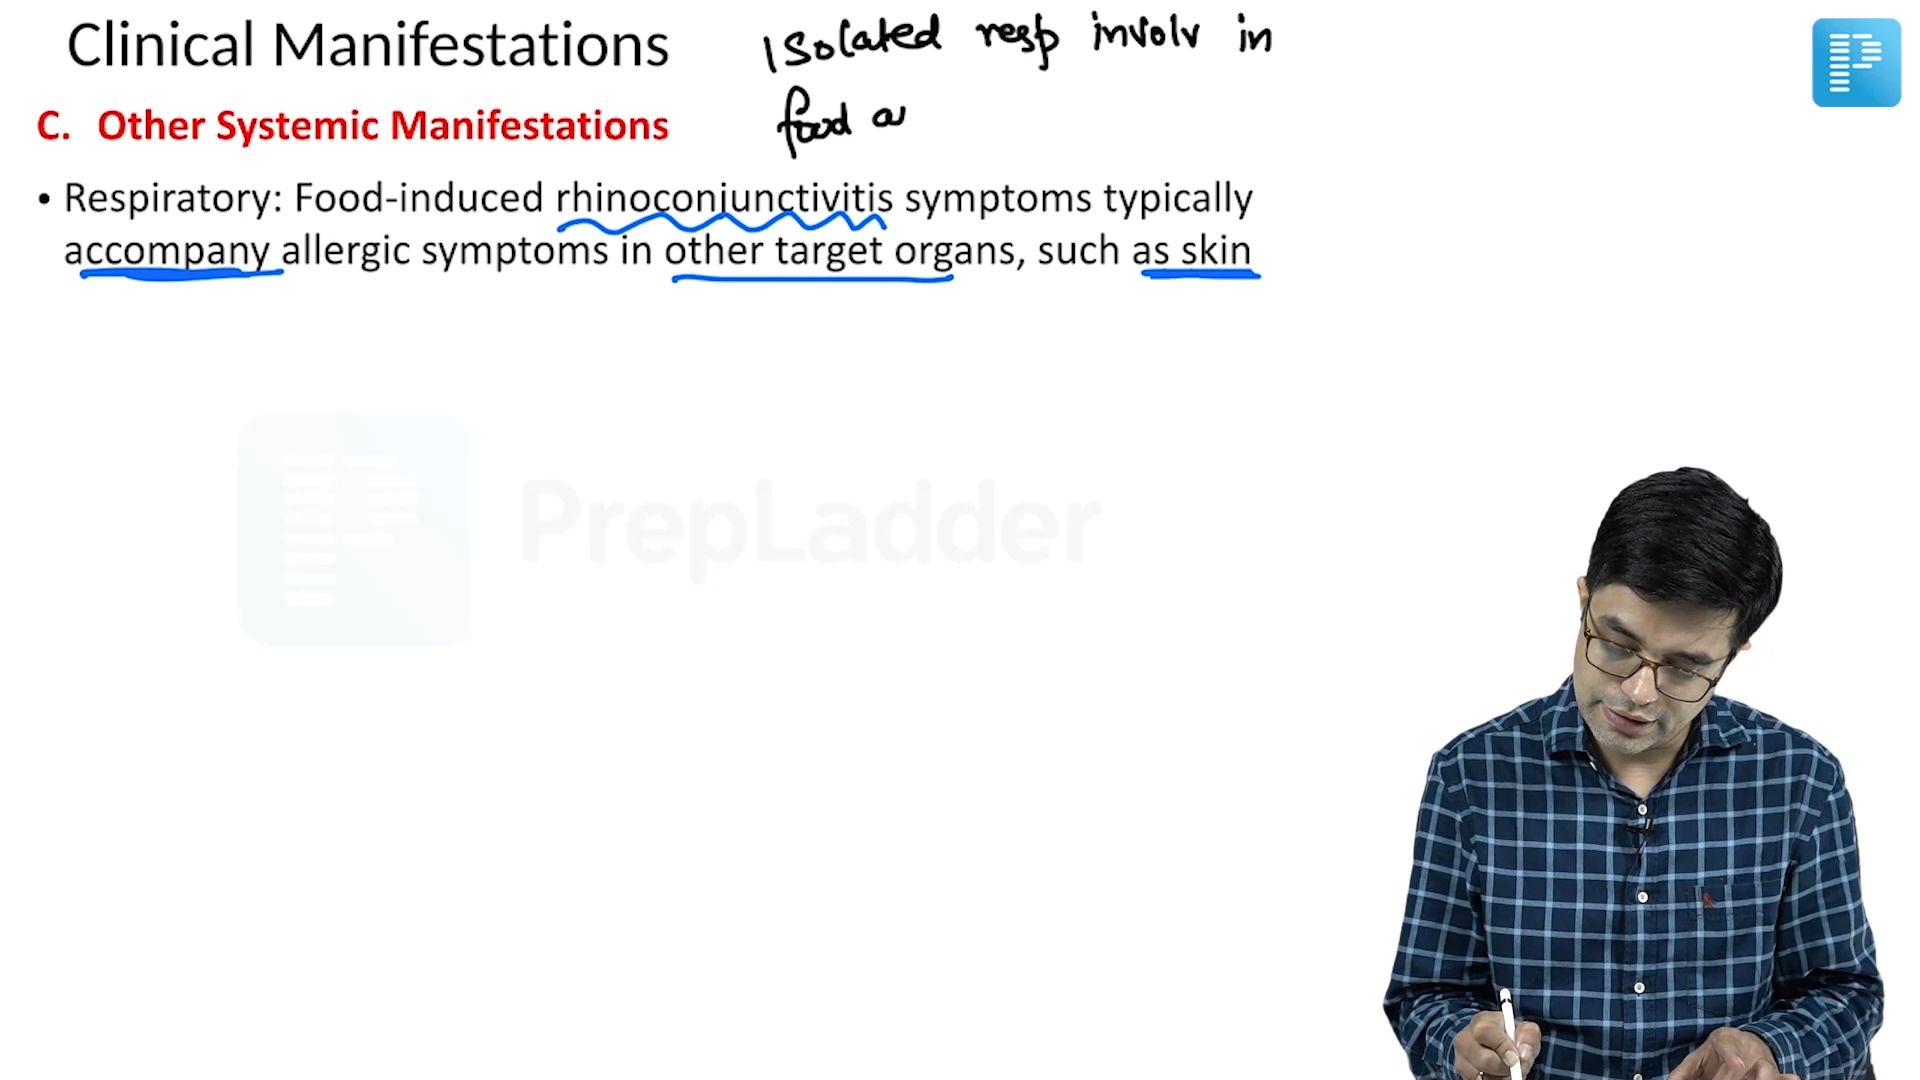 Clinical Manifestations
Isolated resp involv in
food a
C. Other Systemic Manifestations
• Respiratory: Food-induced rhinoconjunctivitis symptoms typically
accompany allergic symptoms in other target organs, such as skin
PrepLadder